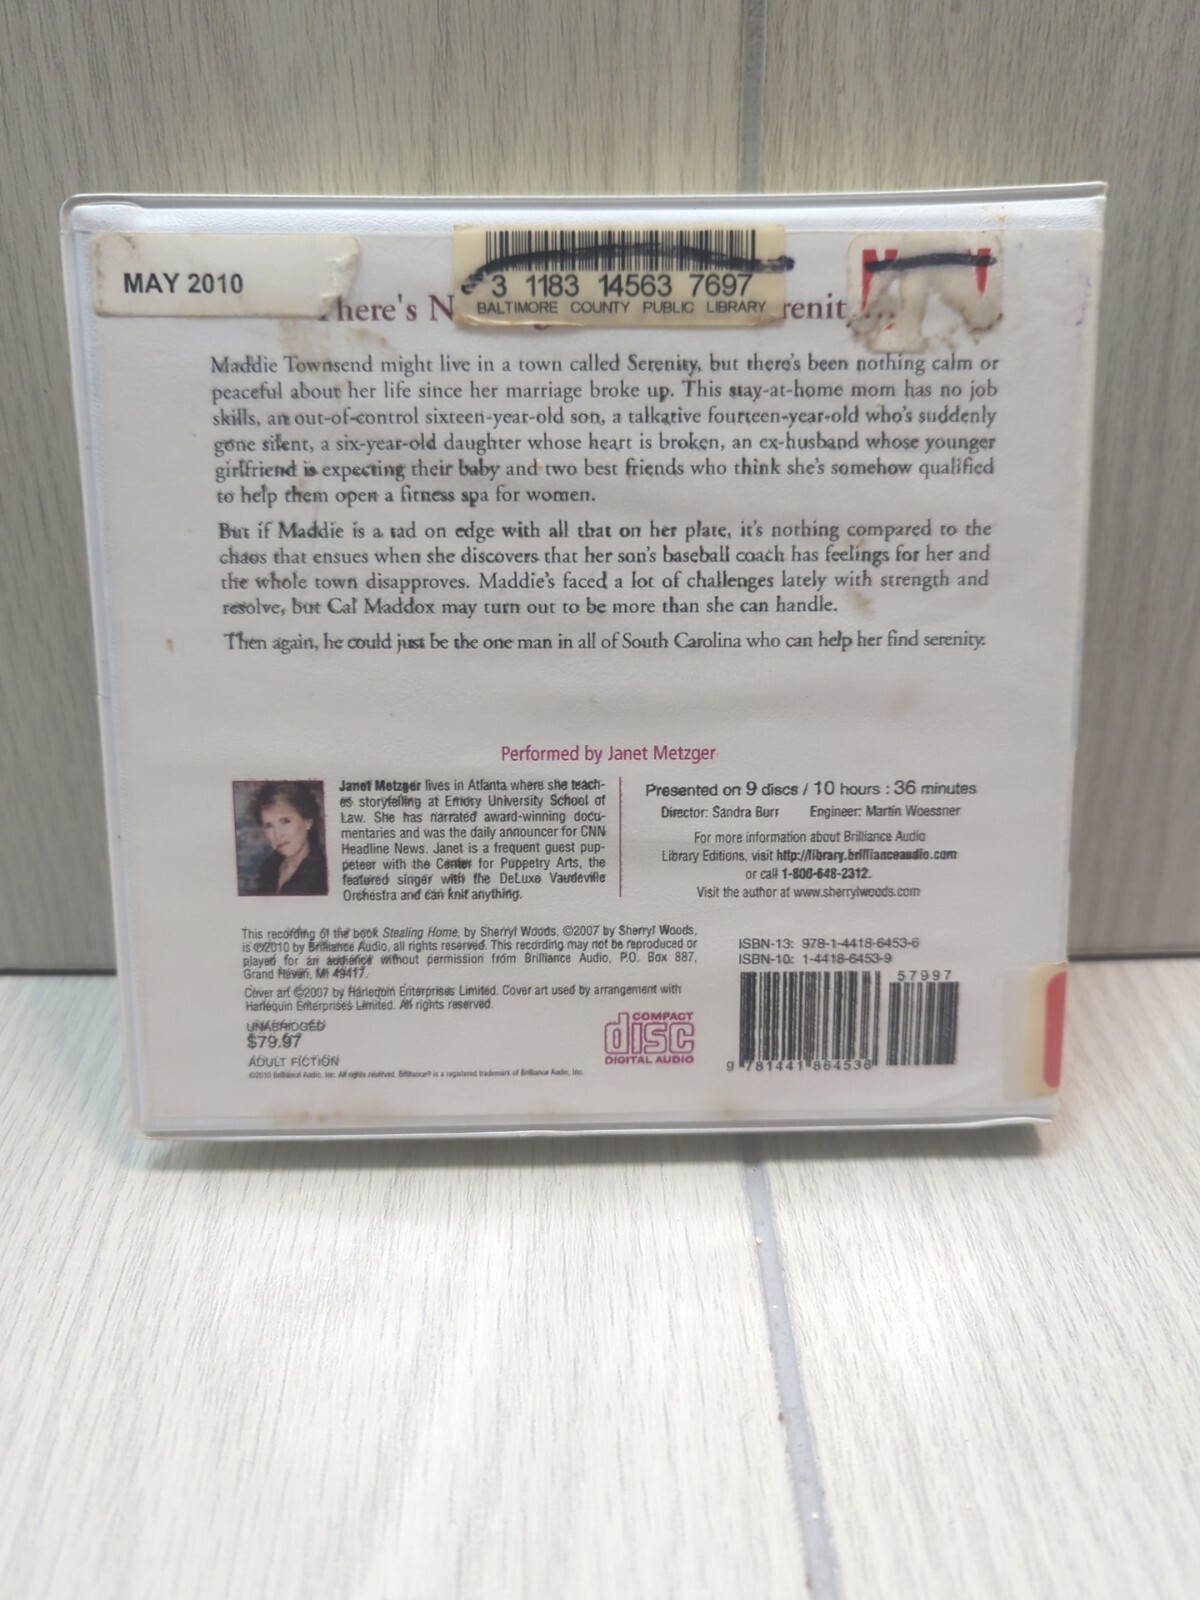 MAY 2010
3 1183 14563 7697
BALTIMORE COUNTY PUBLIC LIBRARY
here's N
renit
Maddie Townsend might live in a town called Serenity, but there's been nothing calm or
peaceful about her life since her marriage broke up. This stay-at-home mom has no job
skills, an out-of-control sixteen-year-old son, a talkative fourteen-year-old who's suddenly
gone silent, a six-year-old daughter whose heart is broken, an ex-husband whose younger
girlfriend is expecting their baby and two best friends who think she's somehow qualified
to help them open a fitness spa for women.
But if Maddie is a tad on edge with all that on her plate, it's nothing compared to the
chaos that ensues when she discovers that her son's baseball coach has feelings for her and
the whole town disapproves. Maddie's faced a lot of challenges lately with strength and
resolve, but Cal Maddox may turn out to be more than she can handle.
Then again, he could just be the one man in all of South Carolina who can help her find serenity.
Performed by Janet Metzger
Janet Metzger lives in Atlanta where she teach-
es storytelling at Emory University School of
Law. She has narrated award-winning docu-
mentaries and was the daily announcer for CNN
Headline News. Janet is a frequent guest pup-
peteer with the Center for Puppetry Arts, the
featured singer with the DeLuxe Vaudeville
Orchestra and can knit anything.
Presented on 9 discs / 10 hours : 36 minutes
Director: Sandra Burr Engineer: Martin Woessner
For more information about Brilliance Audio
Library Editions, visit http://library.brillianceaudio.com
or call 1-800-648-2312.
Visit the author at www.sherrylwoods.com
This recording of the book Stealing Home, by Sherryl Woods, ©2007 by Sherryl Woods,
is ©2010 by Brilliance Audio, all rights reserved. This recording may not be reproduced or
played for an audience without permission from Brilliance Audio, P.O. Box 887,
Grand Haven, MI 49417.
Cover art ©2007 by Harlequin Enterprises Limited. Cover art used by arrangement with
Harlequin Enterprises Limited. All rights reserved.
UNABRIDGED
$79.97
ADULT FICTION
©2010 Brilliance Audio, Inc. All rights reserved. Brilliance® is a registered trademark of Brilliance Audio, Inc.
COMPACT
disc
DIGITAL AUDIO
ISBN-13: 978-1-4418-6453-6
ISBN-10: 1-4418-6453-9
57997
9 781441 864536